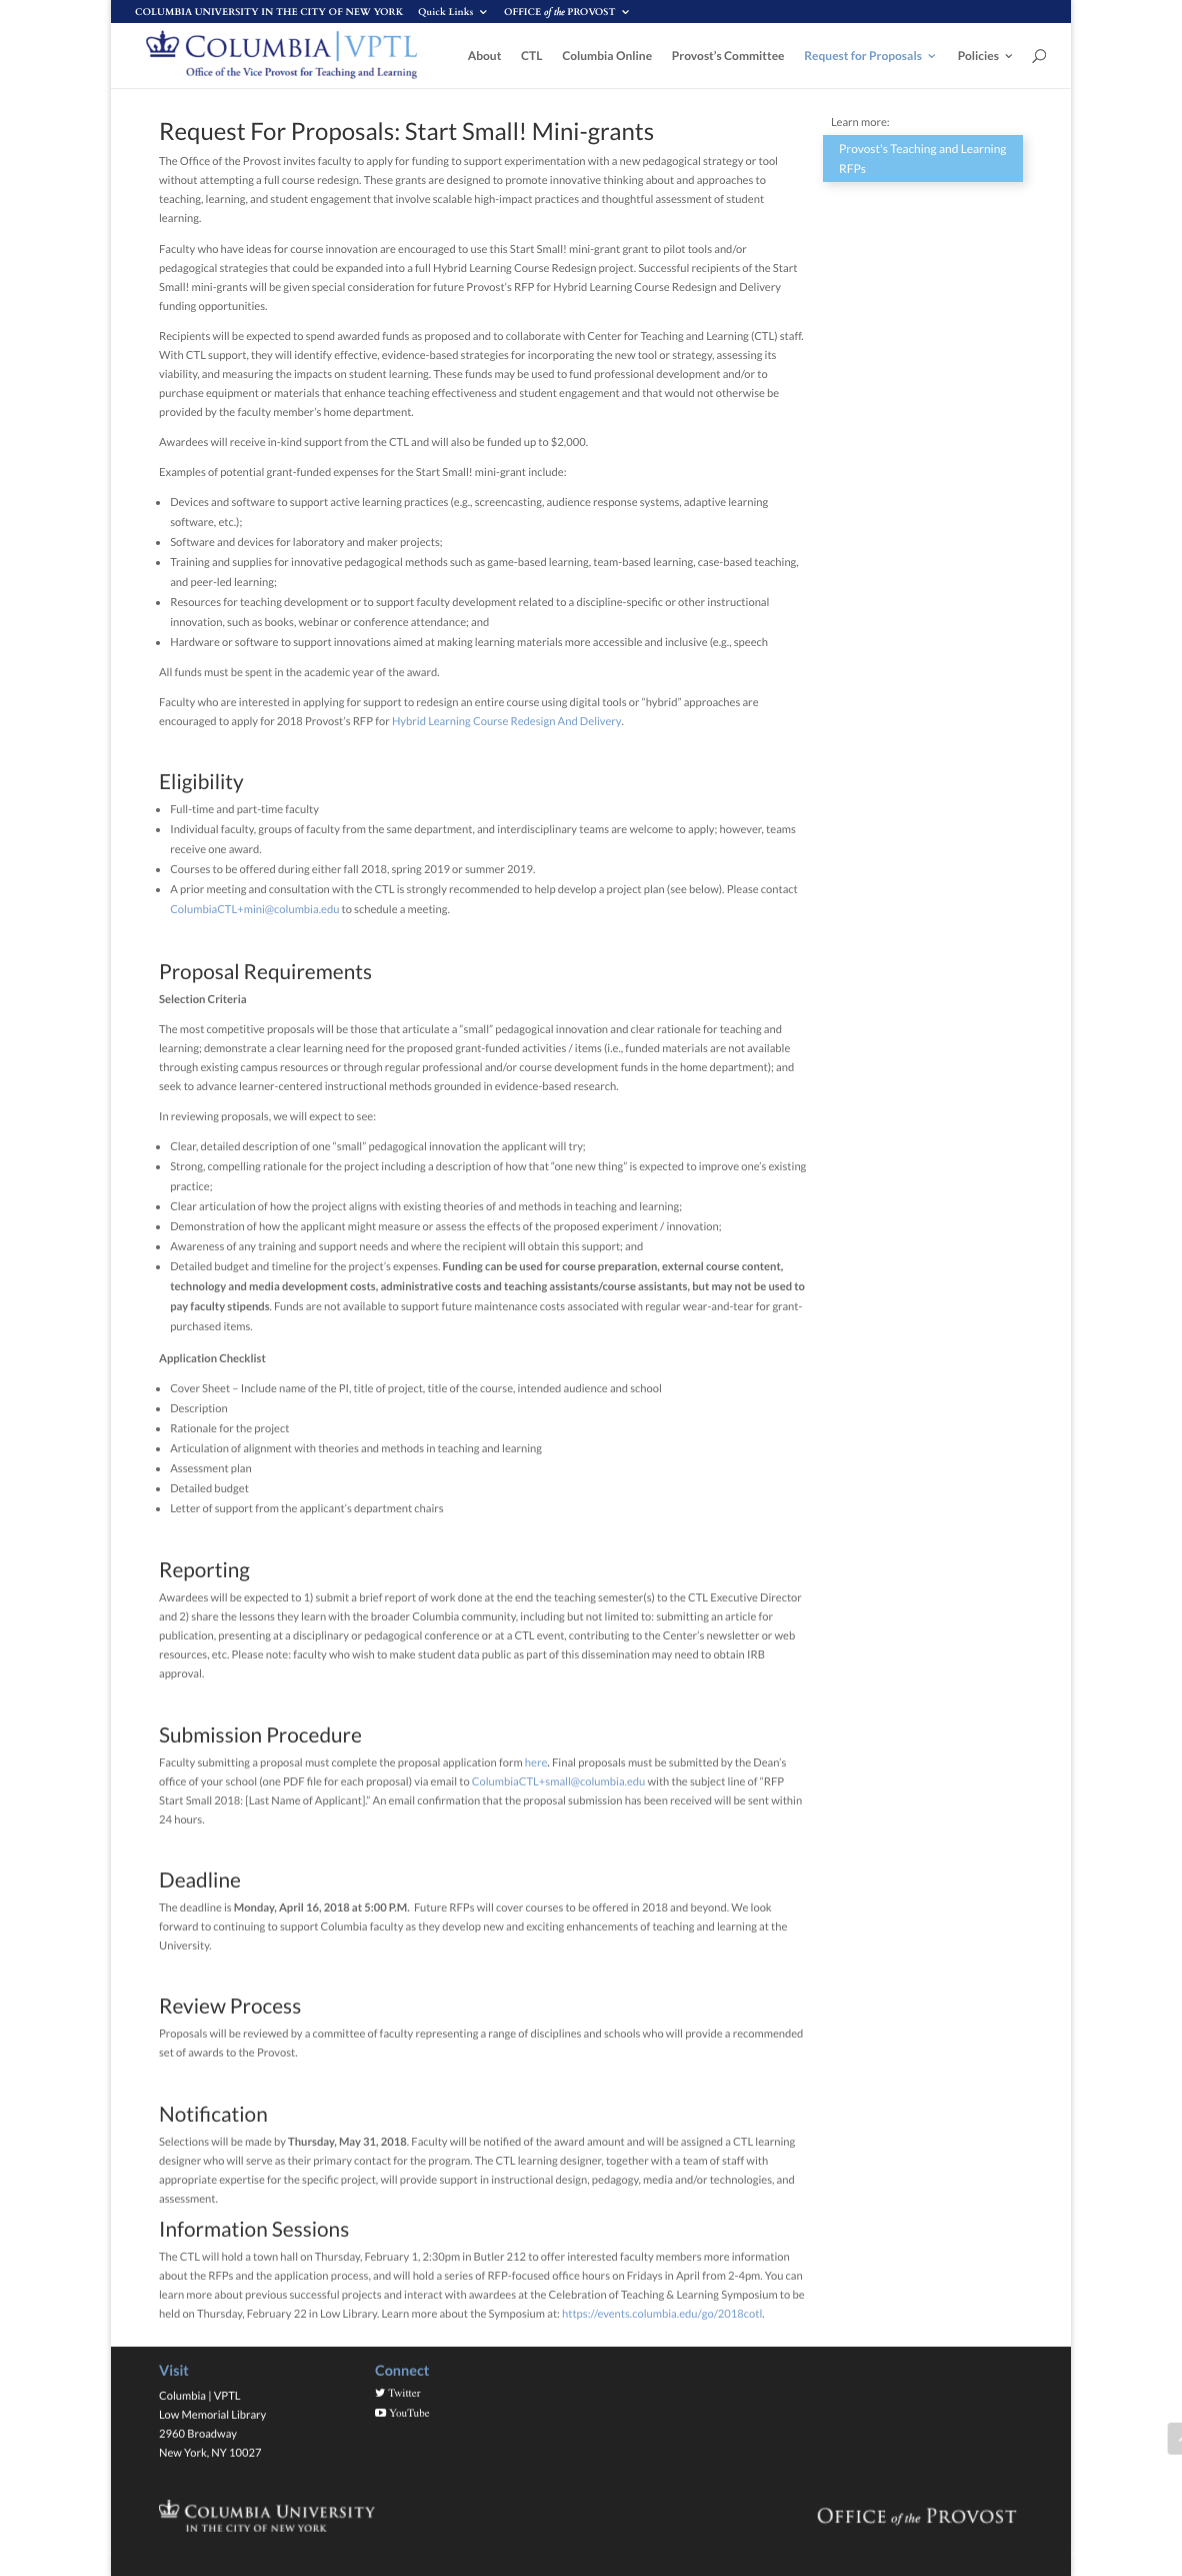 COLUMBIA UNIVERSITY IN THE CITY OF NEW YORK Quick Links OFFICE of the PROVOST
COLUMBIA | VPTL
Office of the Vice Provost for Teaching and Learning
About CTL Columbia Online Provost’s Committee Request for Proposals Policies
Request For Proposals: Start Small! Mini-grants
The Office of the Provost invites faculty to apply for funding to support experimentation with a new pedagogical strategy or tool
without attempting a full course redesign. These grants are designed to promote innovative thinking about and approaches to
teaching, learning, and student engagement that involve scalable high-impact practices and thoughtful assessment of student
learning.
Faculty who have ideas for course innovation are encouraged to use this Start Small! mini-grant grant to pilot tools and/or
pedagogical strategies that could be expanded into a full Hybrid Learning Course Redesign project. Successful recipients of the Start
Small! mini-grants will be given special consideration for future Provost’s RFP for Hybrid Learning Course Redesign and Delivery
funding opportunities.
Recipients will be expected to spend awarded funds as proposed and to collaborate with Center for Teaching and Learning (CTL) staff.
With CTL support, they will identify effective, evidence-based strategies for incorporating the new tool or strategy, assessing its
viability, and measuring the impacts on student learning. These funds may be used to fund professional development and/or to
purchase equipment or materials that enhance teaching effectiveness and student engagement and that would not otherwise be
provided by the faculty member’s home department.
Awardees will receive in-kind support from the CTL and will also be funded up to $2,000.
Examples of potential grant-funded expenses for the Start Small! mini-grant include:
• Devices and software to support active learning practices (e.g., screencasting, audience response systems, adaptive learning
software, etc.);
• Software and devices for laboratory and maker projects;
• Training and supplies for innovative pedagogical methods such as game-based learning, team-based learning, case-based teaching,
and peer-led learning;
• Resources for teaching development or to support faculty development related to a discipline-specific or other instructional
innovation, such as books, webinar or conference attendance; and
• Hardware or software to support innovations aimed at making learning materials more accessible and inclusive (e.g., speech
All funds must be spent in the academic year of the award.
Faculty who are interested in applying for support to redesign an entire course using digital tools or “hybrid” approaches are
encouraged to apply for 2018 Provost’s RFP for Hybrid Learning Course Redesign And Delivery.
Eligibility
• Full-time and part-time faculty
• Individual faculty, groups of faculty from the same department, and interdisciplinary teams are welcome to apply; however, teams
receive one award.
• Courses to be offered during either fall 2018, spring 2019 or summer 2019.
• A prior meeting and consultation with the CTL is strongly recommended to help develop a project plan (see below). Please contact
ColumbiaCTL+mini@columbia.edu to schedule a meeting.
Proposal Requirements
Selection Criteria
The most competitive proposals will be those that articulate a “small” pedagogical innovation and clear rationale for teaching and
learning; demonstrate a clear learning need for the proposed grant-funded activities / items (i.e., funded materials are not available
through existing campus resources or through regular professional and/or course development funds in the home department); and
seek to advance learner-centered instructional methods grounded in evidence-based research.
In reviewing proposals, we will expect to see:
• Clear, detailed description of one “small” pedagogical innovation the applicant will try;
• Strong, compelling rationale for the project including a description of how that “one new thing” is expected to improve one’s existing
practice;
• Clear articulation of how the project aligns with existing theories of and methods in teaching and learning;
• Demonstration of how the applicant might measure or assess the effects of the proposed experiment / innovation;
• Awareness of any training and support needs and where the recipient will obtain this support; and
• Detailed budget and timeline for the project’s expenses. Funding can be used for course preparation, external course content,
technology and media development costs, administrative costs and teaching assistants/course assistants, but may not be used to
pay faculty stipends. Funds are not available to support future maintenance costs associated with regular wear-and-tear for grant-
purchased items.
Application Checklist
• Cover Sheet – Include name of the PI, title of project, title of the course, intended audience and school
• Description
• Rationale for the project
• Articulation of alignment with theories and methods in teaching and learning
• Assessment plan
• Detailed budget
• Letter of support from the applicant’s department chairs
Reporting
Awardees will be expected to 1) submit a brief report of work done at the end the teaching semester(s) to the CTL Executive Director
and 2) share the lessons they learn with the broader Columbia community, including but not limited to: submitting an article for
publication, presenting at a disciplinary or pedagogical conference or at a CTL event, contributing to the Center’s newsletter or web
resources, etc. Please note: faculty who wish to make student data public as part of this dissemination may need to obtain IRB
approval.
Submission Procedure
Faculty submitting a proposal must complete the proposal application form here. Final proposals must be submitted by the Dean’s
office of your school (one PDF file for each proposal) via email to ColumbiaCTL+small@columbia.edu with the subject line of “RFP
Start Small 2018: [Last Name of Applicant].” An email confirmation that the proposal submission has been received will be sent within
24 hours.
Deadline
The deadline is Monday, April 16, 2018 at 5:00 P.M. Future RFPs will cover courses to be offered in 2018 and beyond. We look
forward to continuing to support Columbia faculty as they develop new and exciting enhancements of teaching and learning at the
University.
Review Process
Proposals will be reviewed by a committee of faculty representing a range of disciplines and schools who will provide a recommended
set of awards to the Provost.
Notification
Selections will be made by Thursday, May 31, 2018. Faculty will be notified of the award amount and will be assigned a CTL learning
designer who will serve as their primary contact for the program. The CTL learning designer, together with a team of staff with
appropriate expertise for the specific project, will provide support in instructional design, pedagogy, media and/or technologies, and
assessment.
Information Sessions
The CTL will hold a town hall on Thursday, February 1, 2:30pm in Butler 212 to offer interested faculty members more information
about the RFPs and the application process, and will hold a series of RFP-focused office hours on Fridays in April from 2-4pm. You can
learn more about previous successful projects and interact with awardees at the Celebration of Teaching & Learning Symposium to be
held on Thursday, February 22 in Low Library. Learn more about the Symposium at: https://events.columbia.edu/go/2018cotl.
Learn more:
Provost’s Teaching and Learning
RFPs
Visit
Columbia | VPTL
Low Memorial Library
2960 Broadway
New York, NY 10027
Connect
Twitter
YouTube
COLUMBIA UNIVERSITY
IN THE CITY OF NEW YORK
OFFICE of the PROVOST